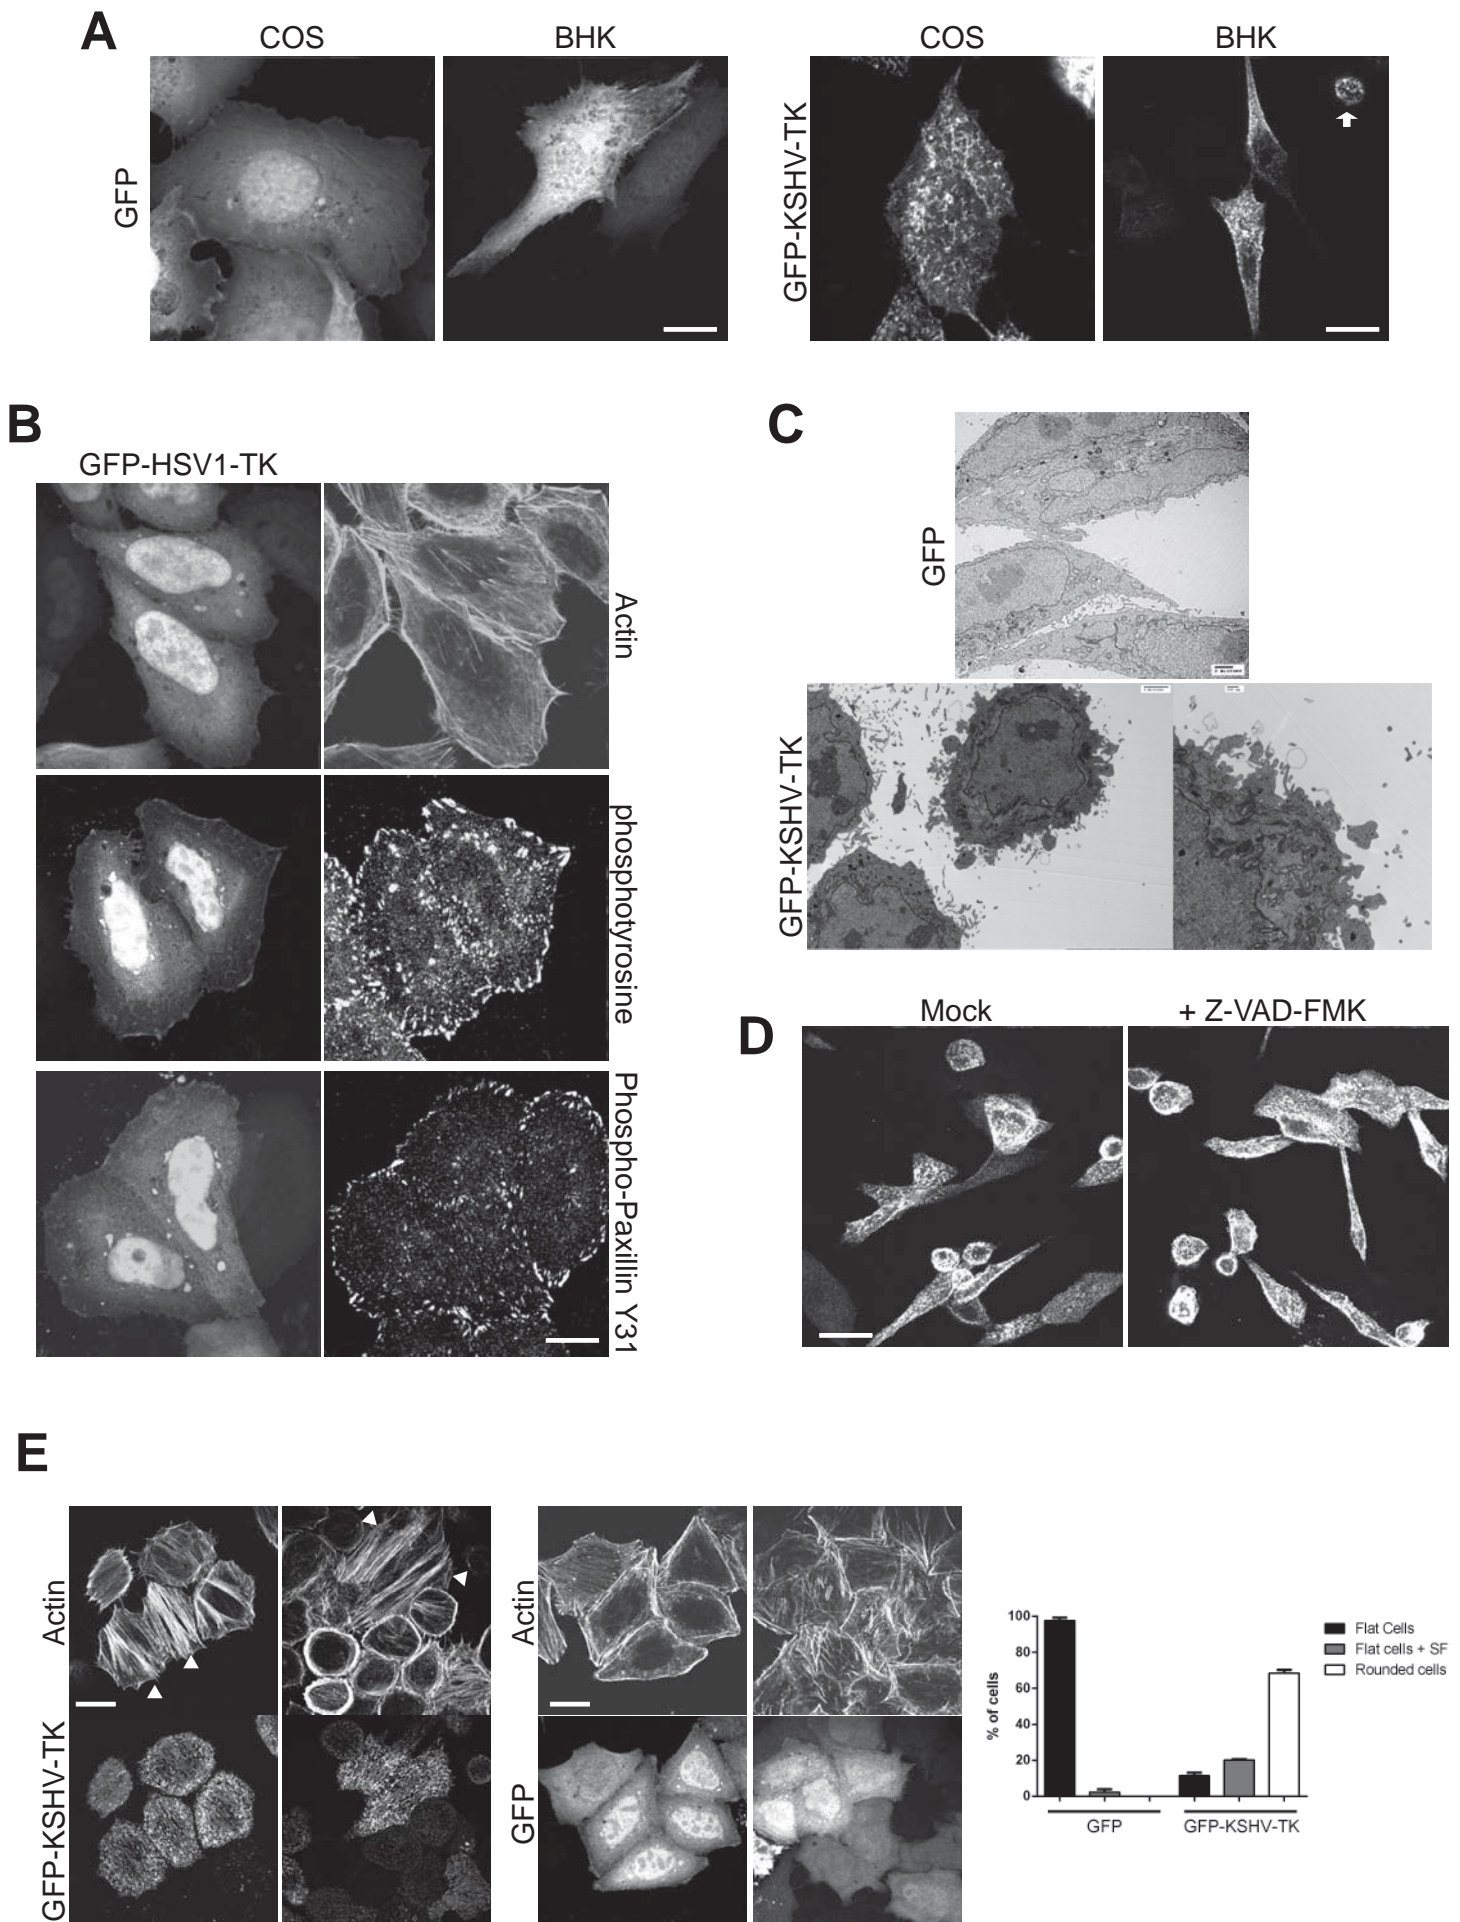 A
COS
BHK
COS
BHK
GFP
GFP-KSHV-TK
B
GFP-HSV1-TK
Actin
phosphotyrosine
Phospho-Paxillin Y31
C
GFP
GFP-KSHV-TK
D
Mock
+ Z-VAD-FMK
E
Actin
GFP-KSHV-TK
Actin
GFP
% of cells
100
80
60
40
20
0
GFP
GFP-KSHV-TK
Flat Cells
Flat cells + SF
Rounded cells